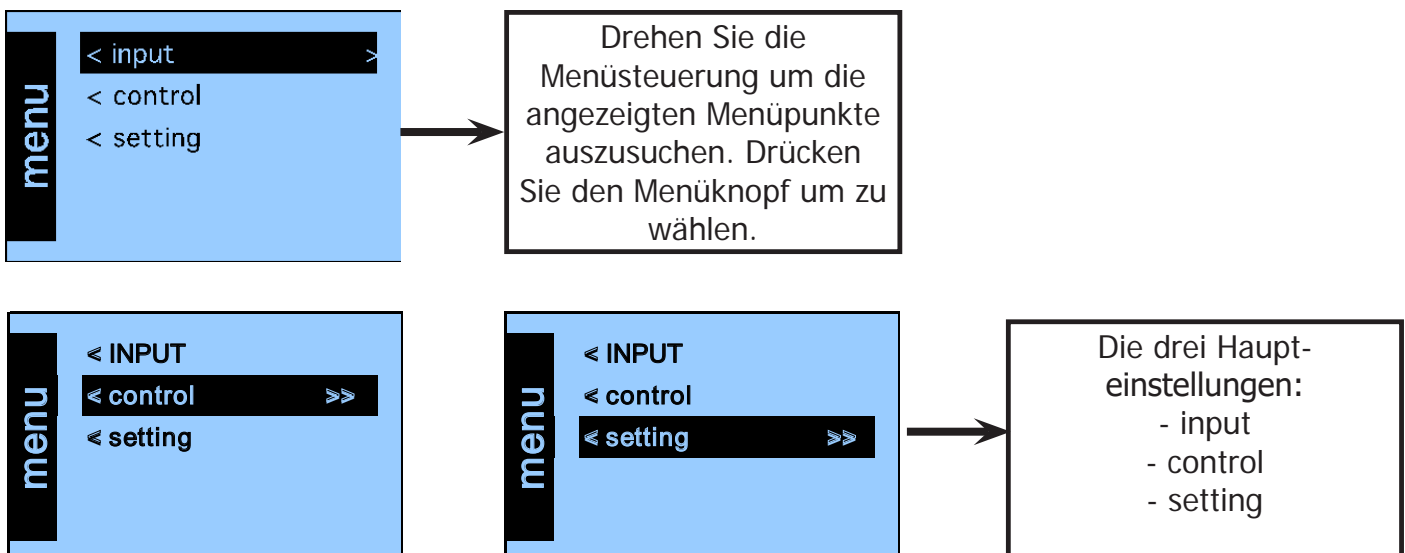 menu
< input >
< control
< setting
Drehen Sie die
Menüsteuerung um die
angezeigten Menüpunkte
auszusuchen. Drücken
Sie den Menüknopf um zu
wählen.
menu
< INPUT
< control >>
< setting
menu
< INPUT
< control
< setting >>
Die drei Haupt-
einstellungen:
- input
- control
- setting